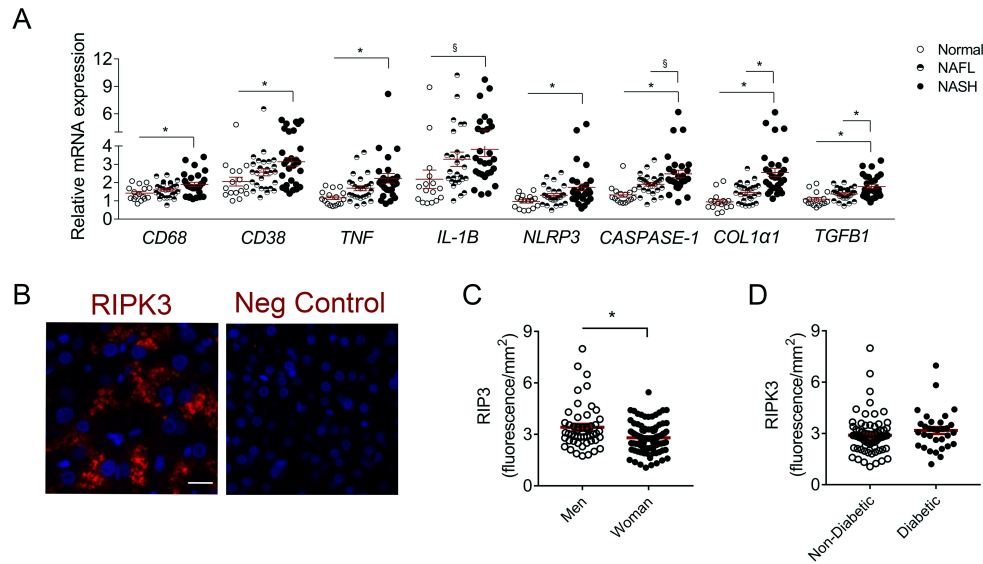 A
Relative mRNA expression
12
9
6
4
3
2
1
0
*
*
*
§
*
§
*
*
*
*
*
Normal
NAFL
NASH
CD68 CD38 TNF IL-1B NLRP3 CASPASE-1 COL1α1 TGFB1
B
RIPK3 Neg Control
C
RIP3
(fluorescence/mm²)
9
6
3
0
*
Men Woman
D
RIPK3
(fluorescence/mm²)
9
6
3
0
Non-Diabetic Diabetic